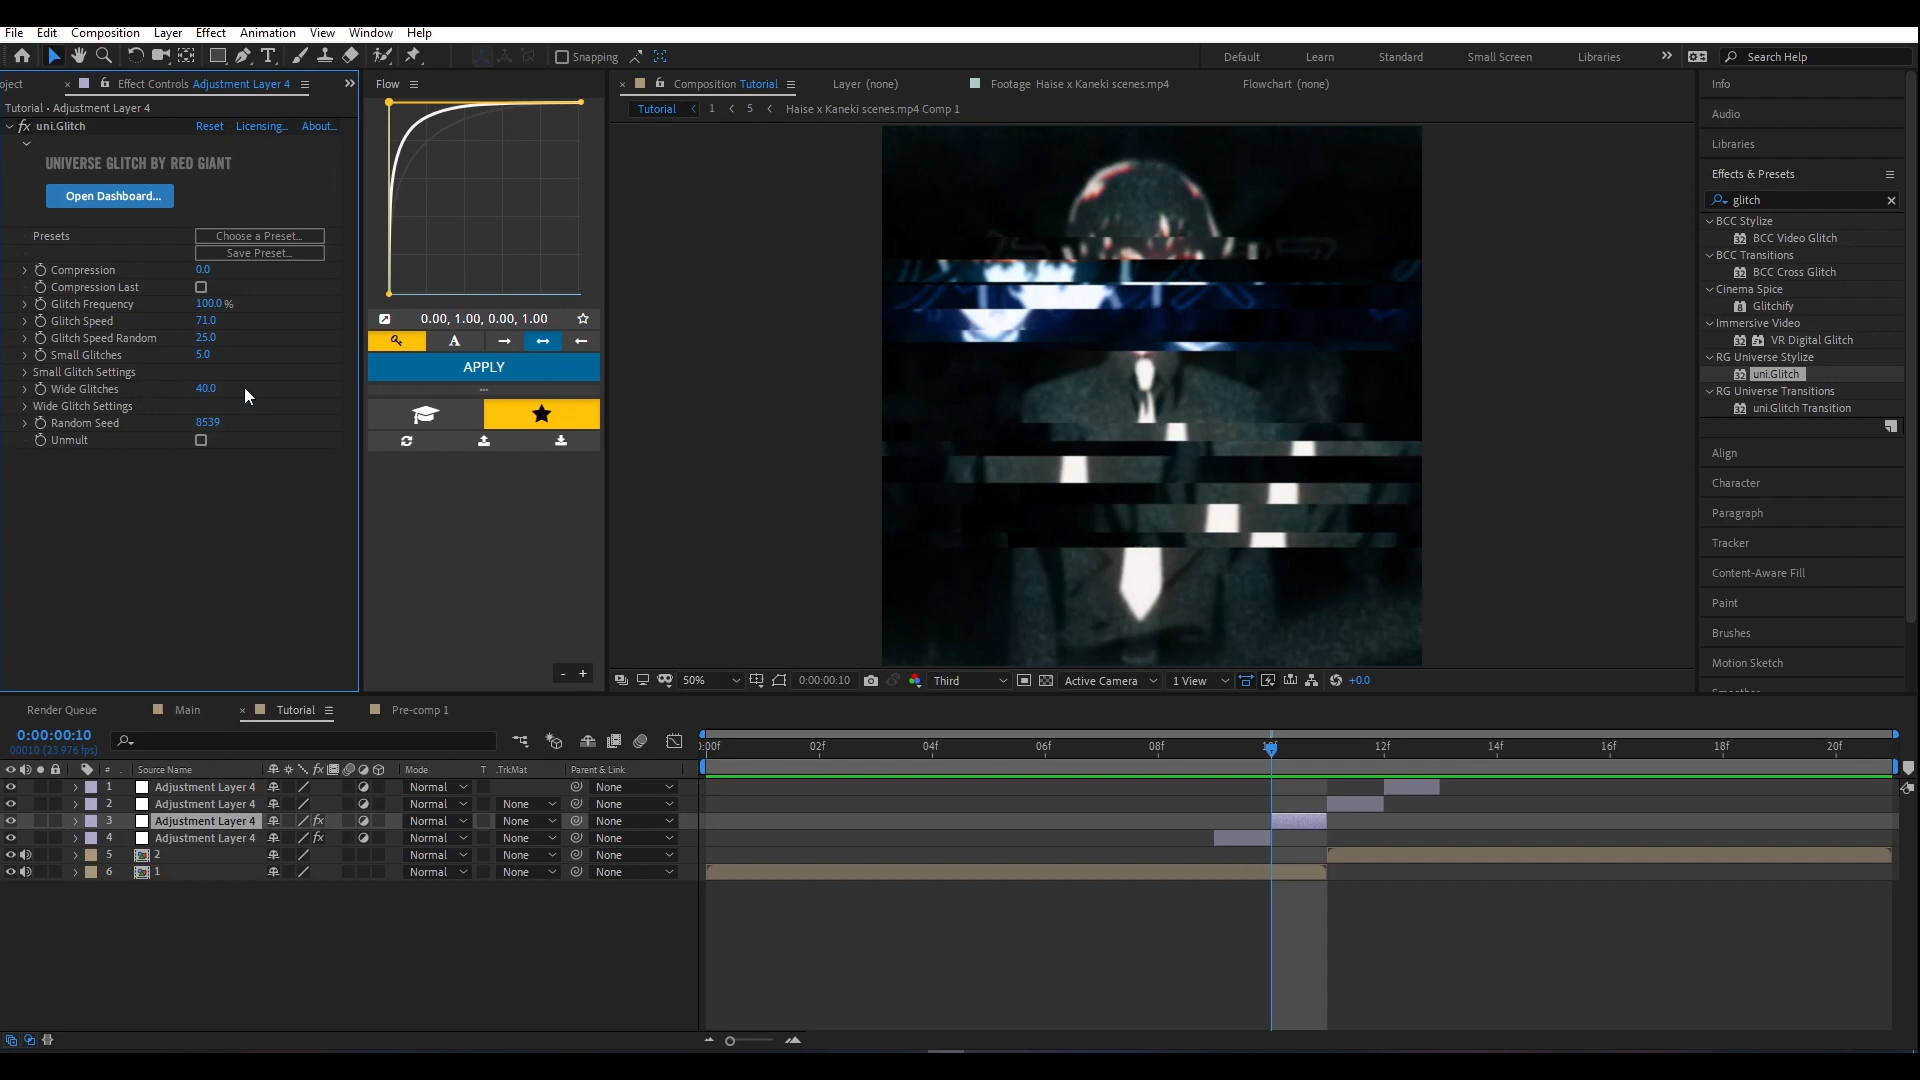 File Edit Composition Layer Effect Animation View Window Help
Snapping Default Learn Standard Small Screen Libraries Search Help
oject Effect Controls Adjustment Layer 4
Tutorial • Adjustment Layer 4
fx uni.Glitch Reset Licensing... About...
UNIVERSE GLITCH BY RED GIANT
Open Dashboard...
Presets Choose a Preset...
Save Preset...
Compression 0.0
Compression Last
Glitch Frequency 100.0 %
Glitch Speed 71.0
Glitch Speed Random 25.0
Small Glitches 5.0
Small Glitch Settings
Wide Glitches 40.0
Wide Glitch Settings
Random Seed 8539
Unmult
Flow
0.00, 1.00, 0.00, 1.00
A
APPLY
- +
Composition Tutorial Layer (none) Footage Haise x Kaneki scenes.mp4 Flowchart (none)
Tutorial < 1 < 5 < Haise x Kaneki scenes.mp4 Comp 1
50% 0:00:00:10 Third Active Camera 1 View +0.0
Info
Audio
Libraries
Effects & Presets
glitch
BCC Stylize
BCC Video Glitch
BCC Transitions
BCC Cross Glitch
Cinema Spice
Glitchify
Immersive Video
VR Digital Glitch
RG Universe Stylize
uni.Glitch
RG Universe Transitions
uni.Glitch Transition
Align
Character
Paragraph
Tracker
Content-Aware Fill
Paint
Brushes
Motion Sketch
Render Queue Main Tutorial Pre-comp 1
0:00:00:10
00010 (23.976 fps)
:00f 02f 04f 06f 08f 12f 14f 16f 18f 20f
# Source Name fx Mode T .TrkMat Parent & Link
1 Adjustment Layer 4 Normal None
2 Adjustment Layer 4 Normal None None
3 Adjustment Layer 4 fx Normal None None
4 Adjustment Layer 4 fx Normal None None
5 2 Normal None None
6 1 Normal None None